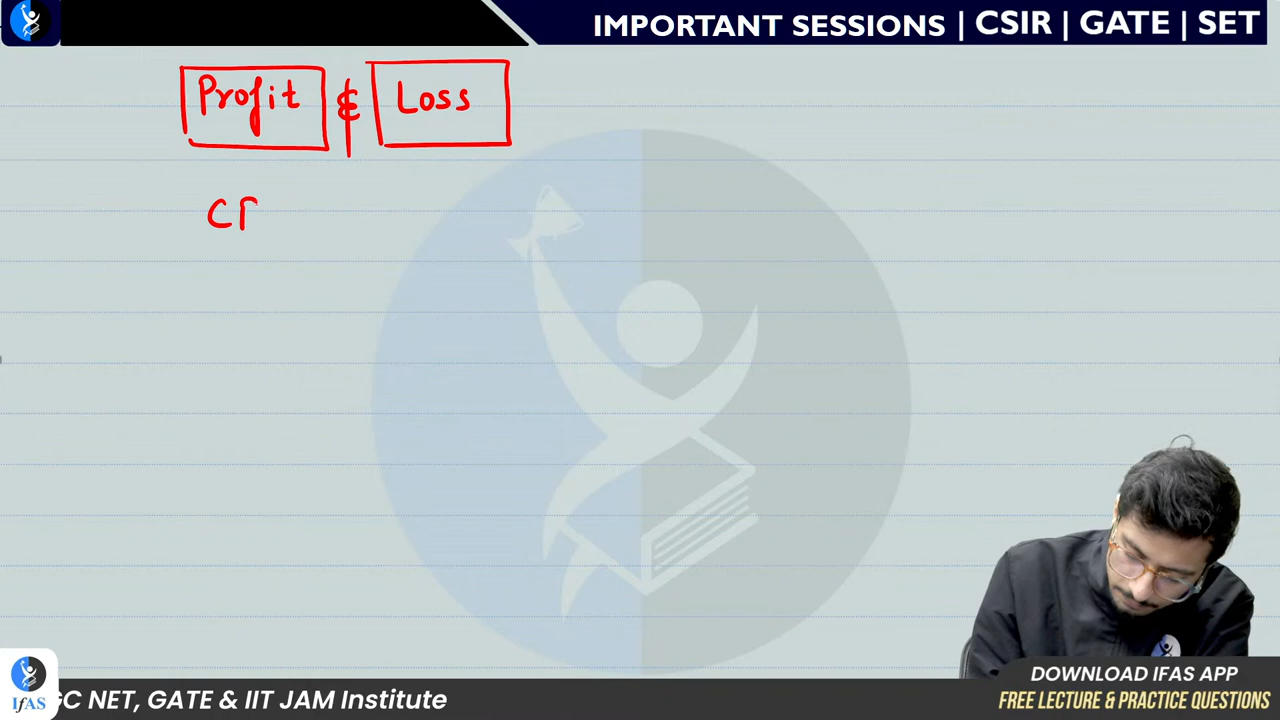 IMPORTANT SESSIONS | CSIR | GATE | SET
Profit & Loss
DOWNLOAD IFAS APP
FREE LECTURE & PRACTICE QUESTIONS
IfAS
GC NET, GATE & IIT JAM Institute